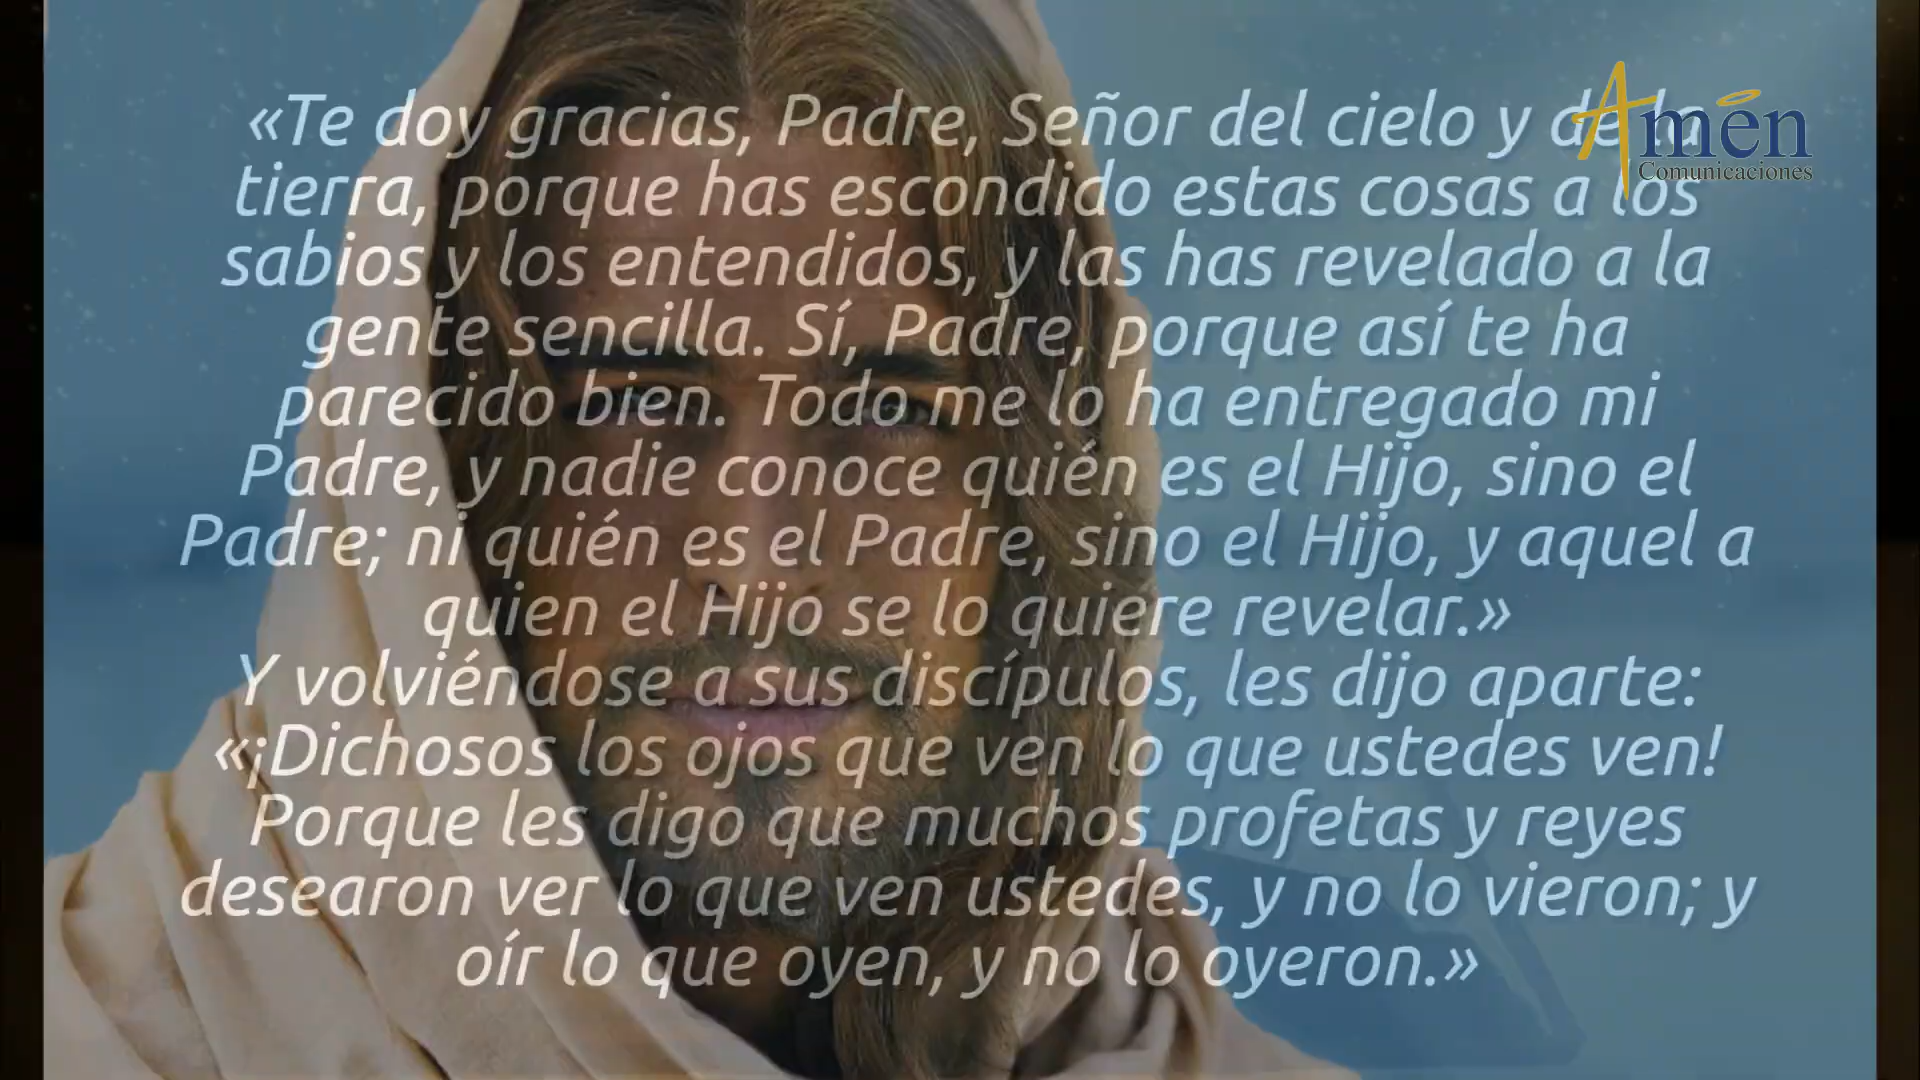 «Te doy gracias, Padre, Señor del cielo y de la
tierra, porque has escondido estas cosas a los
sabios y los entendidos, y las has revelado a la
gente sencilla. Sí, Padre, porque así te ha
parecido bien. Todo me lo ha entregado mi
Padre, y nadie conoce quién es el Hijo, sino el
Padre; ni quién es el Padre, sino el Hijo, y aquel a
quien el Hijo se lo quiere revelar.»
Y volviéndose a sus discípulos, les dijo aparte:
«¡Dichosos los ojos que ven lo que ustedes ven!
Porque les digo que muchos profetas y reyes
desearon ver lo que ven ustedes, y no lo vieron; y
oír lo que oyen, y no lo oyeron.»
Amén
Comunicaciones